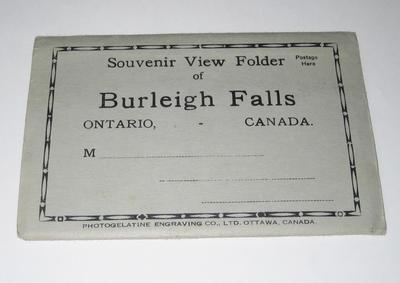 Souvenir View Folder
Postage
Here
of
Burleigh Falls
ONTARIO, - CANADA.
M
PHOTOGELATINE ENGRAVING CO., LTD. OTTAWA, CANADA.